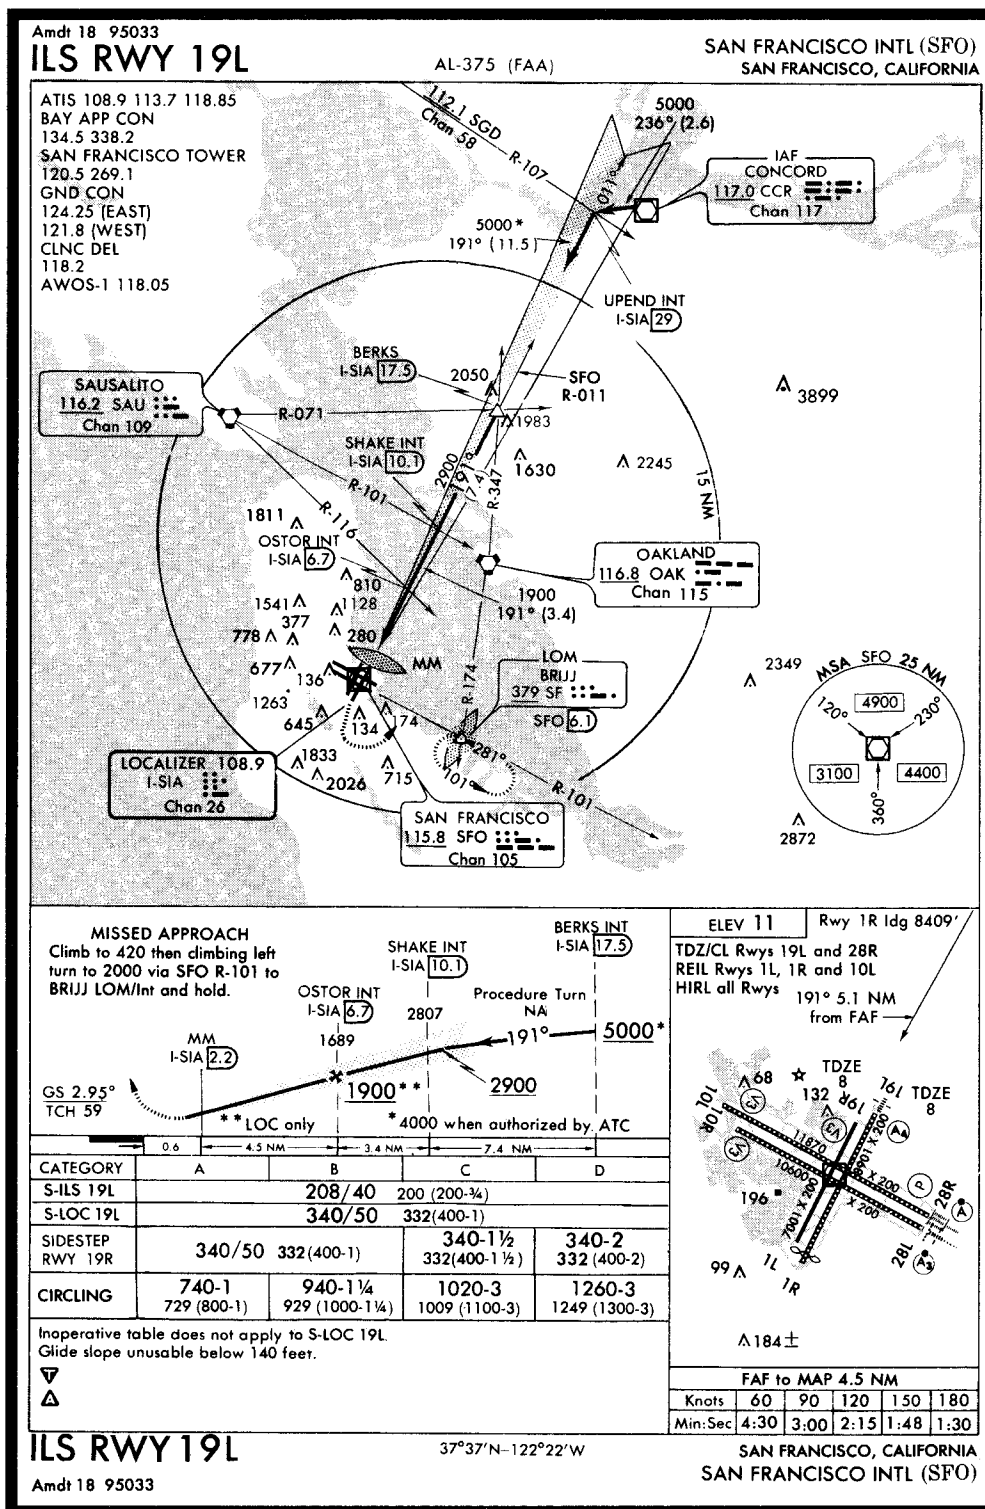 Amdt 18 95033
ILS RWY 19L
AL-375 (FAA)
SAN FRANCISCO INTL (SFO)
SAN FRANCISCO, CALIFORNIA
ATIS 108.9 113.7 118.85
BAY APP CON
134.5 338.2
SAN FRANCISCO TOWER
120.5 269.1
GND CON
124.25 (EAST)
121.8 (WEST)
CLNC DEL
118.2
AWOS-1 118.05
112.1 SGD
Chan 58
R-107
5000
236° (2.6)
011°
IAF
CONCORD
117.0 CCR
Chan 117
5000*
191° (11.5)
UPEND INT
I-SIA 29
BERKS
I-SIA 17.5
2050
SFO
R-011
3899
SAUSALITO
116.2 SAU
Chan 109
R-071
1983
SHAKE INT
I-SIA 10.1
2900
191°
(7.4)
R-347
1630
2245
15 NM
R-101
R-116
1811
OSTOR INT
I-SIA 6.7
OAKLAND
116.8 OAK
Chan 115
810
1900
191° (3.4)
1541
1128
377
778
280
MM
677
136
1263
R-174
LOM
BRIJJ
379 SF
SFO 6.1
2349
645
134
174
281°
101°
R-101
MSA SFO 25 NM
4900
120°
230°
3100
4400
360°
LOCALIZER 108.9
I-SIA
Chan 26
1833
2026
715
SAN FRANCISCO
115.8 SFO
Chan 105
2872
MISSED APPROACH
Climb to 420 then climbing left
turn to 2000 via SFO R-101 to
BRIJJ LOM/Int and hold.
BERKS INT
I-SIA 17.5
SHAKE INT
I-SIA 10.1
OSTOR INT
I-SIA 6.7
2807
Procedure Turn
NA
1689
191°
5000*
MM
I-SIA 2.2
GS 2.95°
TCH 59
1900**
2900
**LOC only
*4000 when authorized by ATC
0.6
4.5 NM
3.4 NM
7.4 NM
CATEGORY A B C D
S-ILS 19L 208/40 200 (200-¾)
S-LOC 19L 340/50 332(400-1)
SIDESTEP
RWY 19R
340/50 332(400-1)
340-1½
332(400-1½)
340-2
332 (400-2)
CIRCLING
740-1
729 (800-1)
940-1¼
929 (1000-1¼)
1020-3
1009 (1100-3)
1260-3
1249 (1300-3)
Inoperative table does not apply to S-LOC 19L.
Glide slope unusable below 140 feet.
T
A
ELEV 11
Rwy 1R ldg 8409'
TDZ/CL Rwys 19L and 28R
REIL Rwys 1L, 1R and 10L
HIRL all Rwys
191° 5.1 NM
from FAF
TDZE
8
68
132
19R
19L
TDZE
8
10L
10R
V3
V3
V3
11870 X 200
10600 X 200
7001 X 200
196
P
28R
A
28L
99
1L
1R
184±
FAF to MAP 4.5 NM
Knots 60 90 120 150 180
Min:Sec 4:30 3:00 2:15 1:48 1:30
ILS RWY 19L
Amdt 18 95033
37°37'N-122°22'W
SAN FRANCISCO, CALIFORNIA
SAN FRANCISCO INTL (SFO)